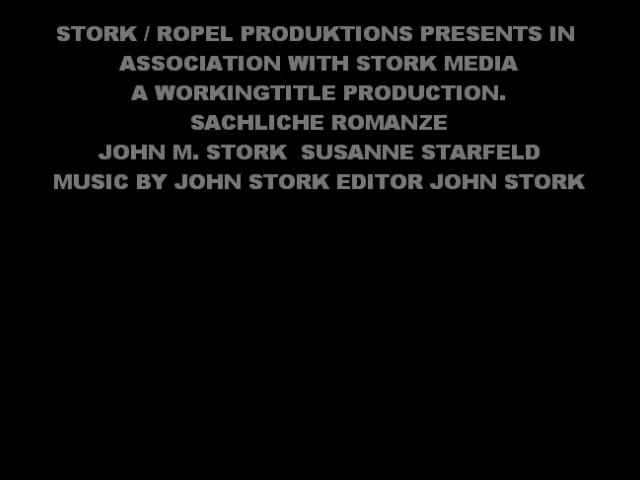 STORK / ROPEL PRODUKTIONS PRESENTS IN
ASSOCIATION WITH STORK MEDIA
A WORKINGTITLE PRODUCTION.
SACHLICHE ROMANZE
JOHN M. STORK  SUSANNE STARFELD
MUSIC BY JOHN STORK EDITOR JOHN STORK